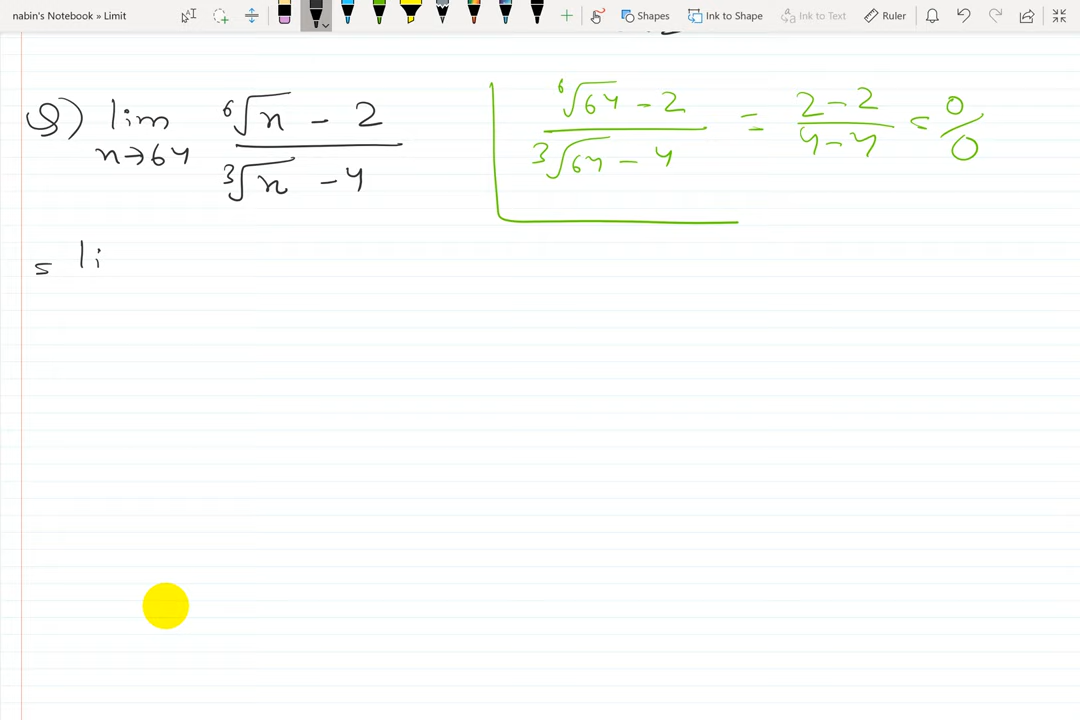 nabin's Notebook » Limit
Shapes
Ink to Shape
Ink to Text
Ruler
Q) lim n→64 (⁶√n - 2)/(³√n - 4)
(⁶√64 - 2)/(³√64 - 4) = (2 - 2)/(4 - 4) = 0/0
= li